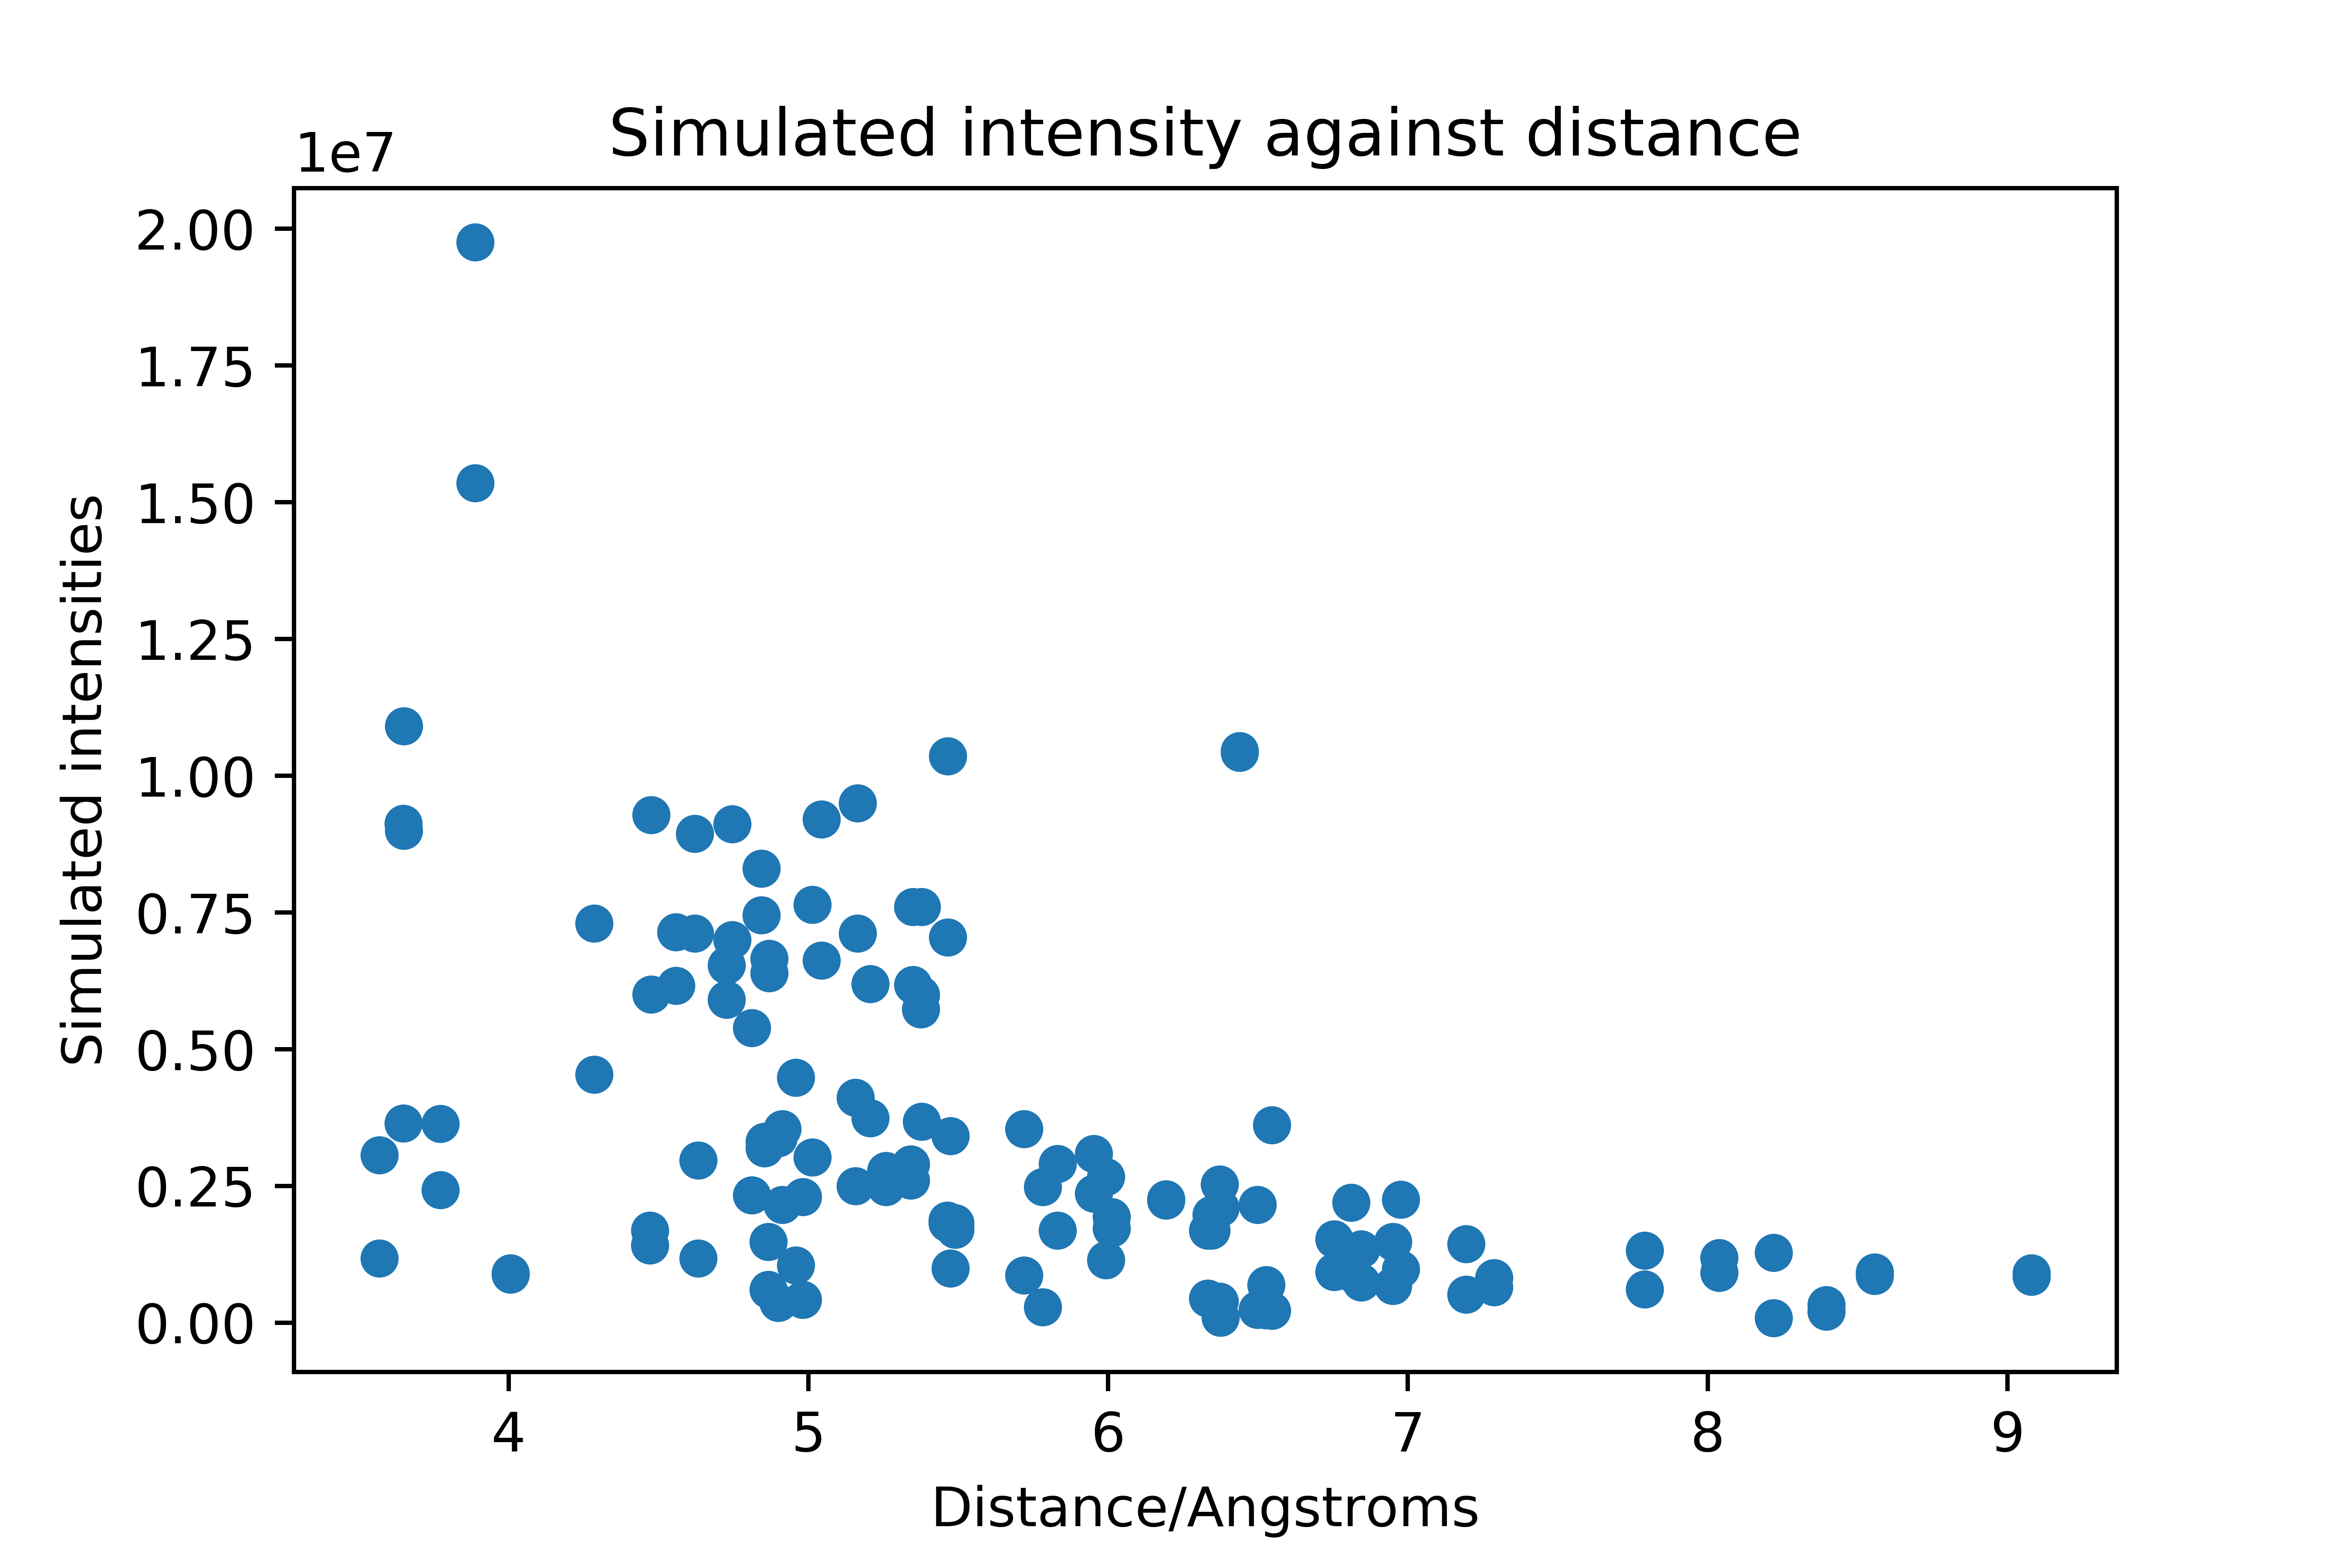 Simulated intensity against distance
1e7
2.00
1.75
1.50
1.25
1.00
0.75
0.50
0.25
0.00
Simulated intensities
4 5 6 7 8 9
Distance/Angstroms